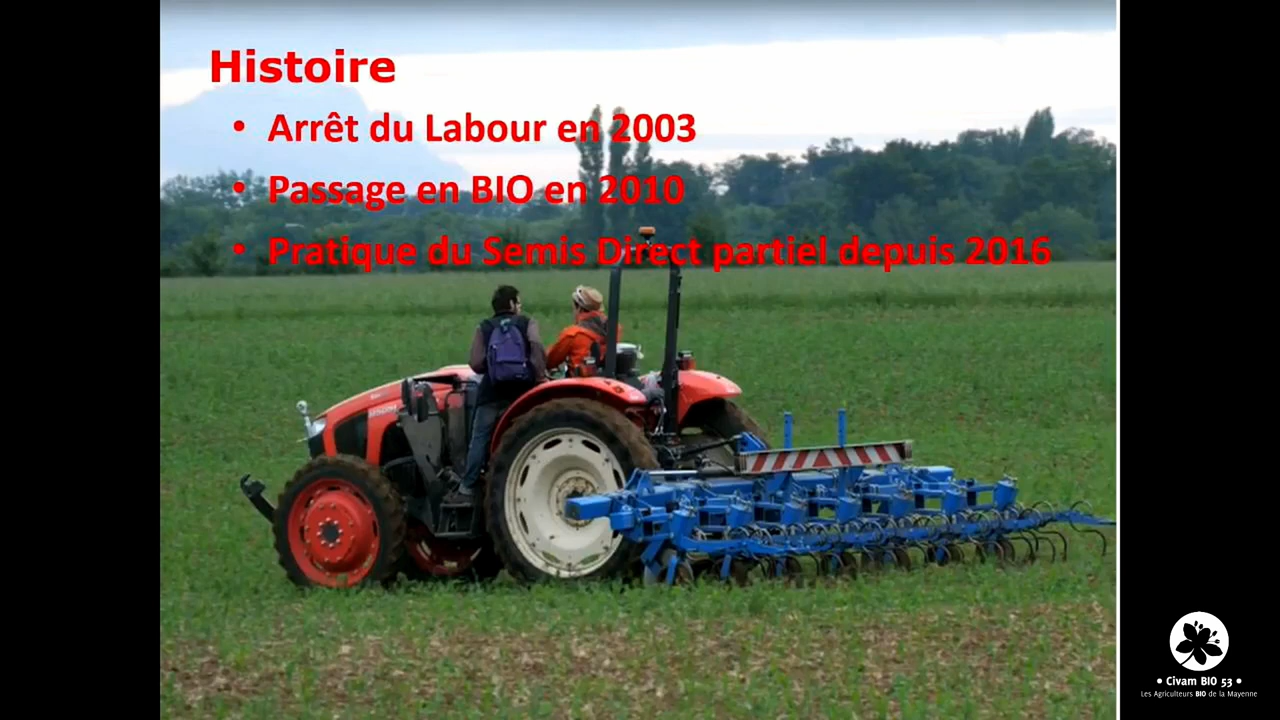 Histoire
• Arrêt du Labour en 2003
• Passage en BIO en 2010
• Pratique du Semis Direct partiel depuis 2016
• Civam BIO 53 •
Les Agriculteurs BIO de la Mayenne